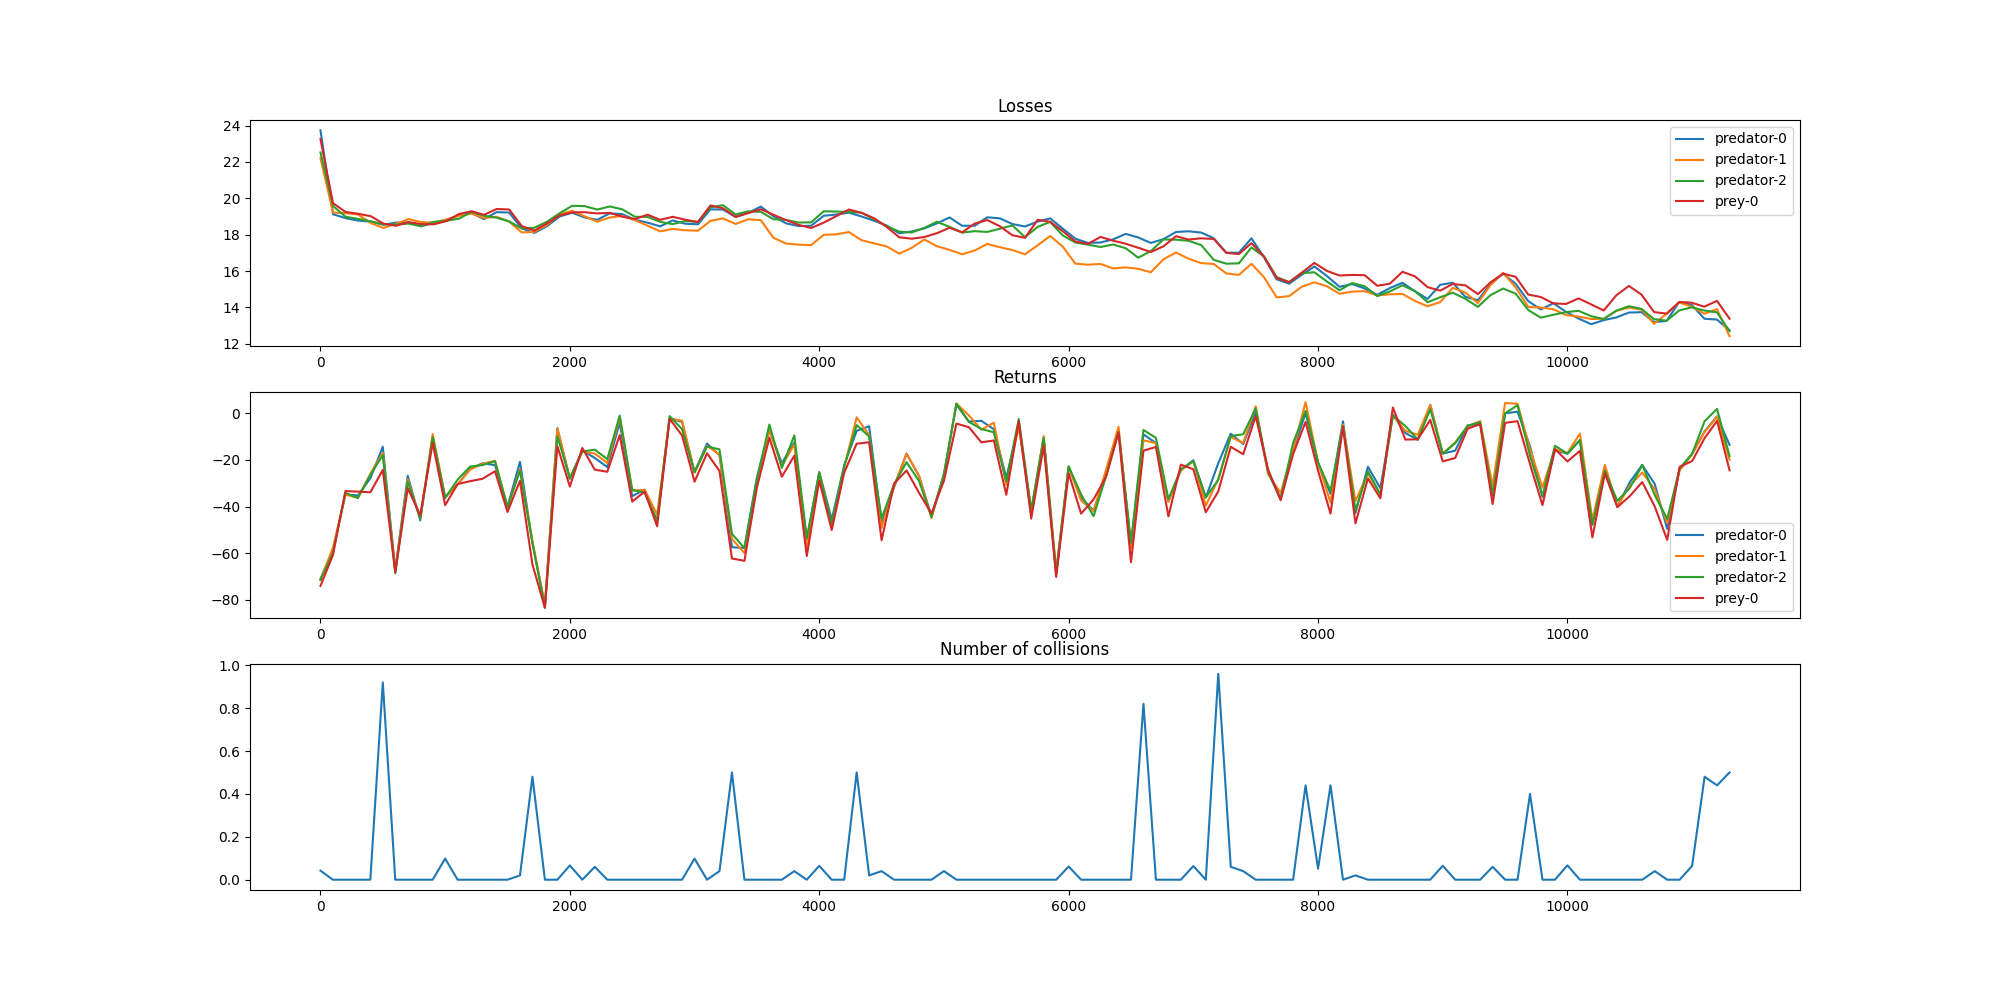 Losses
24
22
20
18
16
14
12
predator-0
predator-1
predator-2
prey-0
0 2000 4000 6000 8000 10000
Returns
0
−20
−40
−60
−80
predator-0
predator-1
predator-2
prey-0
0 2000 4000 6000 8000 10000
Number of collisions
1.0
0.8
0.6
0.4
0.2
0.0
0 2000 4000 6000 8000 10000